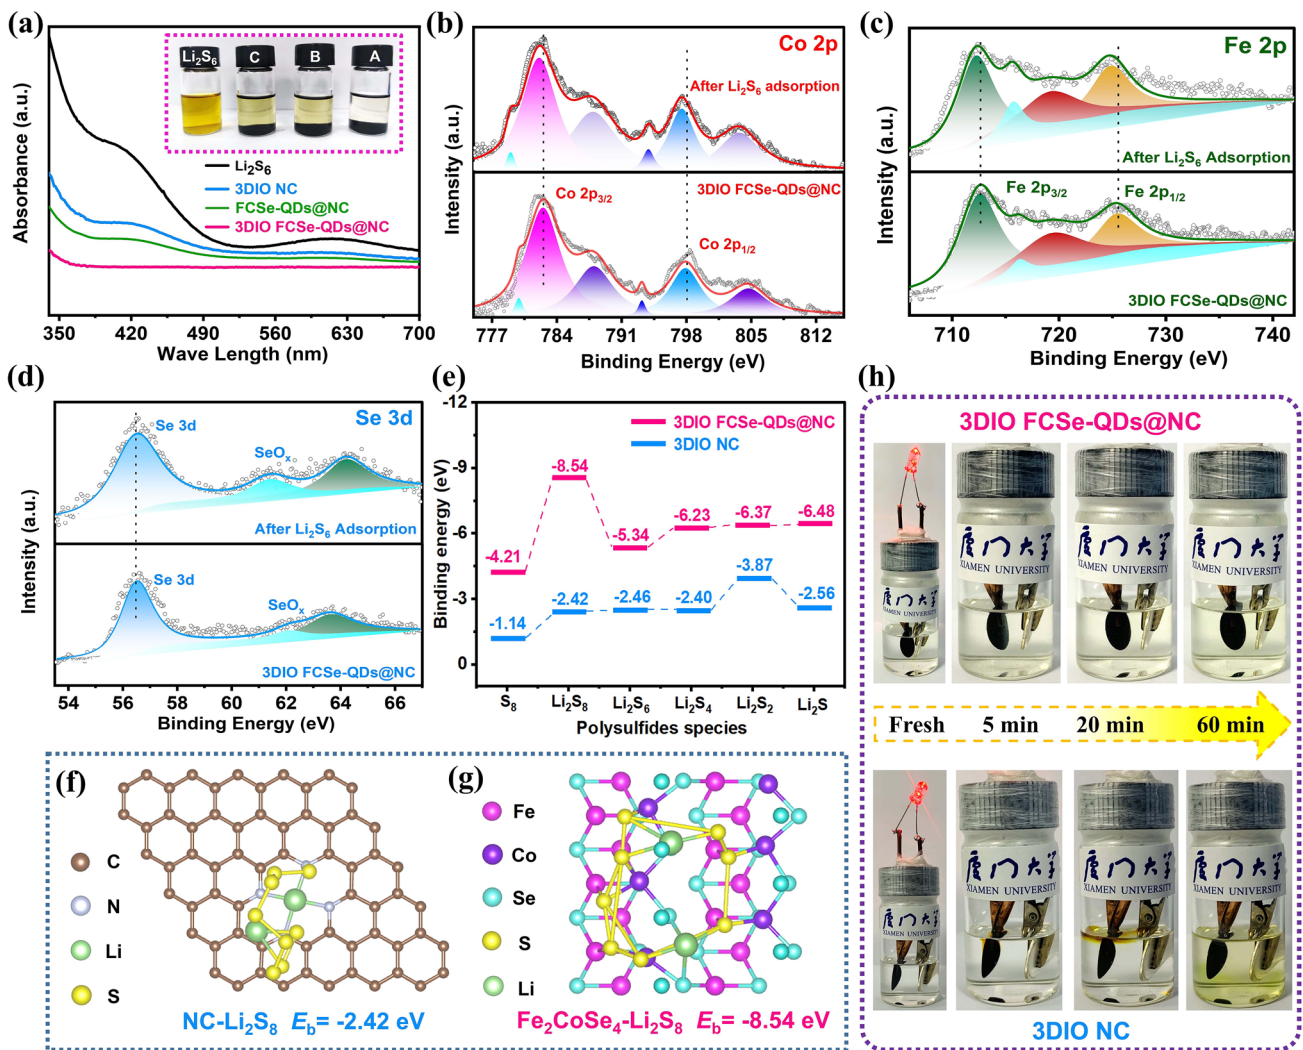 (a)
Absorbance (a.u.)
Li₂S₆ C B A
Li₂S₆
3DIO NC
FCSe-QDs@NC
3DIO FCSe-QDs@NC
350 420 490 560 630 700
Wave Length (nm)
(b)
Intensity (a.u.)
Co 2p
After Li₂S₆ adsorption
3DIO FCSe-QDs@NC
Co 2p₃/₂
Co 2p₁/₂
777 784 791 798 805 812
Binding Energy (eV)
(c)
Intensity (a.u.)
Fe 2p
After Li₂S₆ Adsorption
Fe 2p₃/₂
Fe 2p₁/₂
3DIO FCSe-QDs@NC
710 720 730 740
Binding Energy (eV)
(d)
Intensity (a.u.)
Se 3d
Se 3d
SeOₓ
After Li₂S₆ Adsorption
Se 3d
SeOₓ
3DIO FCSe-QDs@NC
54 56 58 60 62 64 66
Binding Energy (eV)
(e)
Binding energy (eV)
-12
-9
-6
-3
0
3DIO FCSe-QDs@NC
3DIO NC
-4.21 -8.54 -5.34 -6.23 -6.37 -6.48
-1.14 -2.42 -2.46 -2.40 -3.87 -2.56
S₈ Li₂S₈ Li₂S₆ Li₂S₄ Li₂S₂ Li₂S
Polysulfides species
(f)
C
N
Li
S
NC-Li₂S₈ E_b= -2.42 eV
(g)
Fe
Co
Se
S
Li
Fe₂CoSe₄-Li₂S₈ E_b= -8.54 eV
(h)
3DIO FCSe-QDs@NC
厦门大学
XIAMEN UNIVERSITY
厦门大学
XIAMEN UNIVERSITY
厦门大学
XIAMEN UNIVERSITY
厦门大学
XIAMEN UNIVERSITY
Fresh 5 min 20 min 60 min
厦门大学
XIAMEN UNIVERSITY
厦门大学
XIAMEN UNIVERSITY
厦门大学
XIAMEN UNIVERSITY
厦门大学
XIAMEN UNIVERSITY
3DIO NC